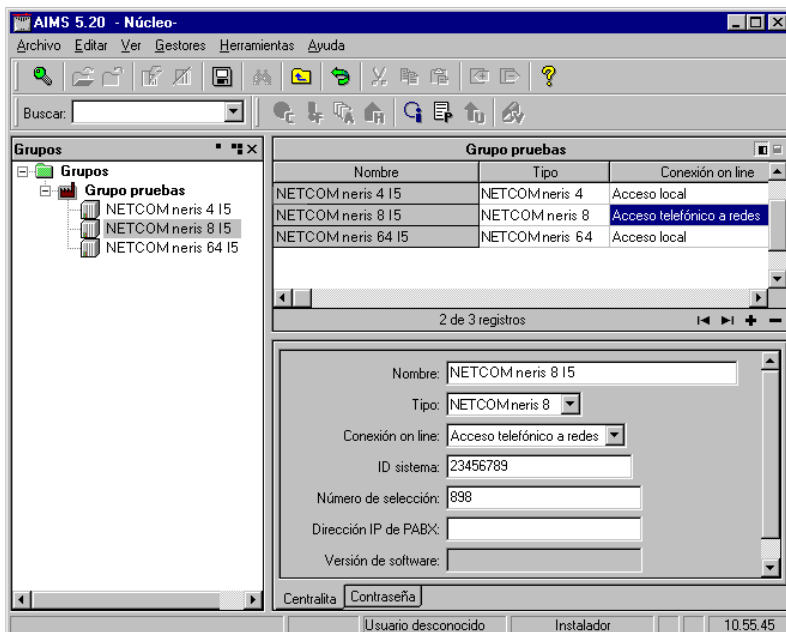 AIMS 5.20 - Núcleo-
Archivo Editar Ver Gestores Herramientas Ayuda
Buscar:
Grupos
Grupos
Grupo pruebas
NETCOM neris 4 I5
NETCOM neris 8 I5
NETCOM neris 64 I5
Grupo pruebas
Nombre Tipo Conexión on line
NETCOM neris 4 I5 NETCOM neris 4 Acceso local
NETCOM neris 8 I5 NETCOM neris 8 Acceso telefónico a redes
NETCOM neris 64 I5 NETCOM neris 64 Acceso local
2 de 3 registros
Nombre: NETCOM neris 8 I5
Tipo: NETCOM neris 8
Conexión on line: Acceso telefónico a redes
ID sistema: 23456789
Número de selección: 898
Dirección IP de PABX:
Versión de software:
Centralita Contraseña
Usuario desconocido Instalador 10.55.45